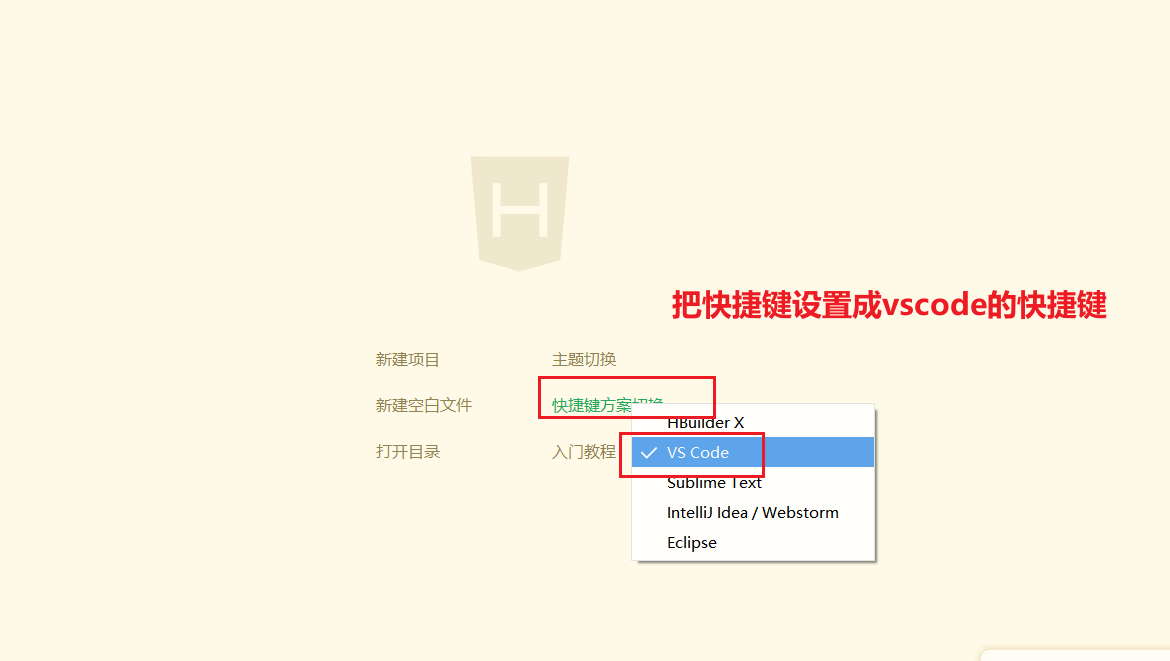 H
把快捷键设置成vscode的快捷键
新建项目
主题切换
新建空白文件
快捷键方案切换
HBuilder X
打开目录
入门教程
VS Code
Sublime Text
IntelliJ Idea / Webstorm
Eclipse